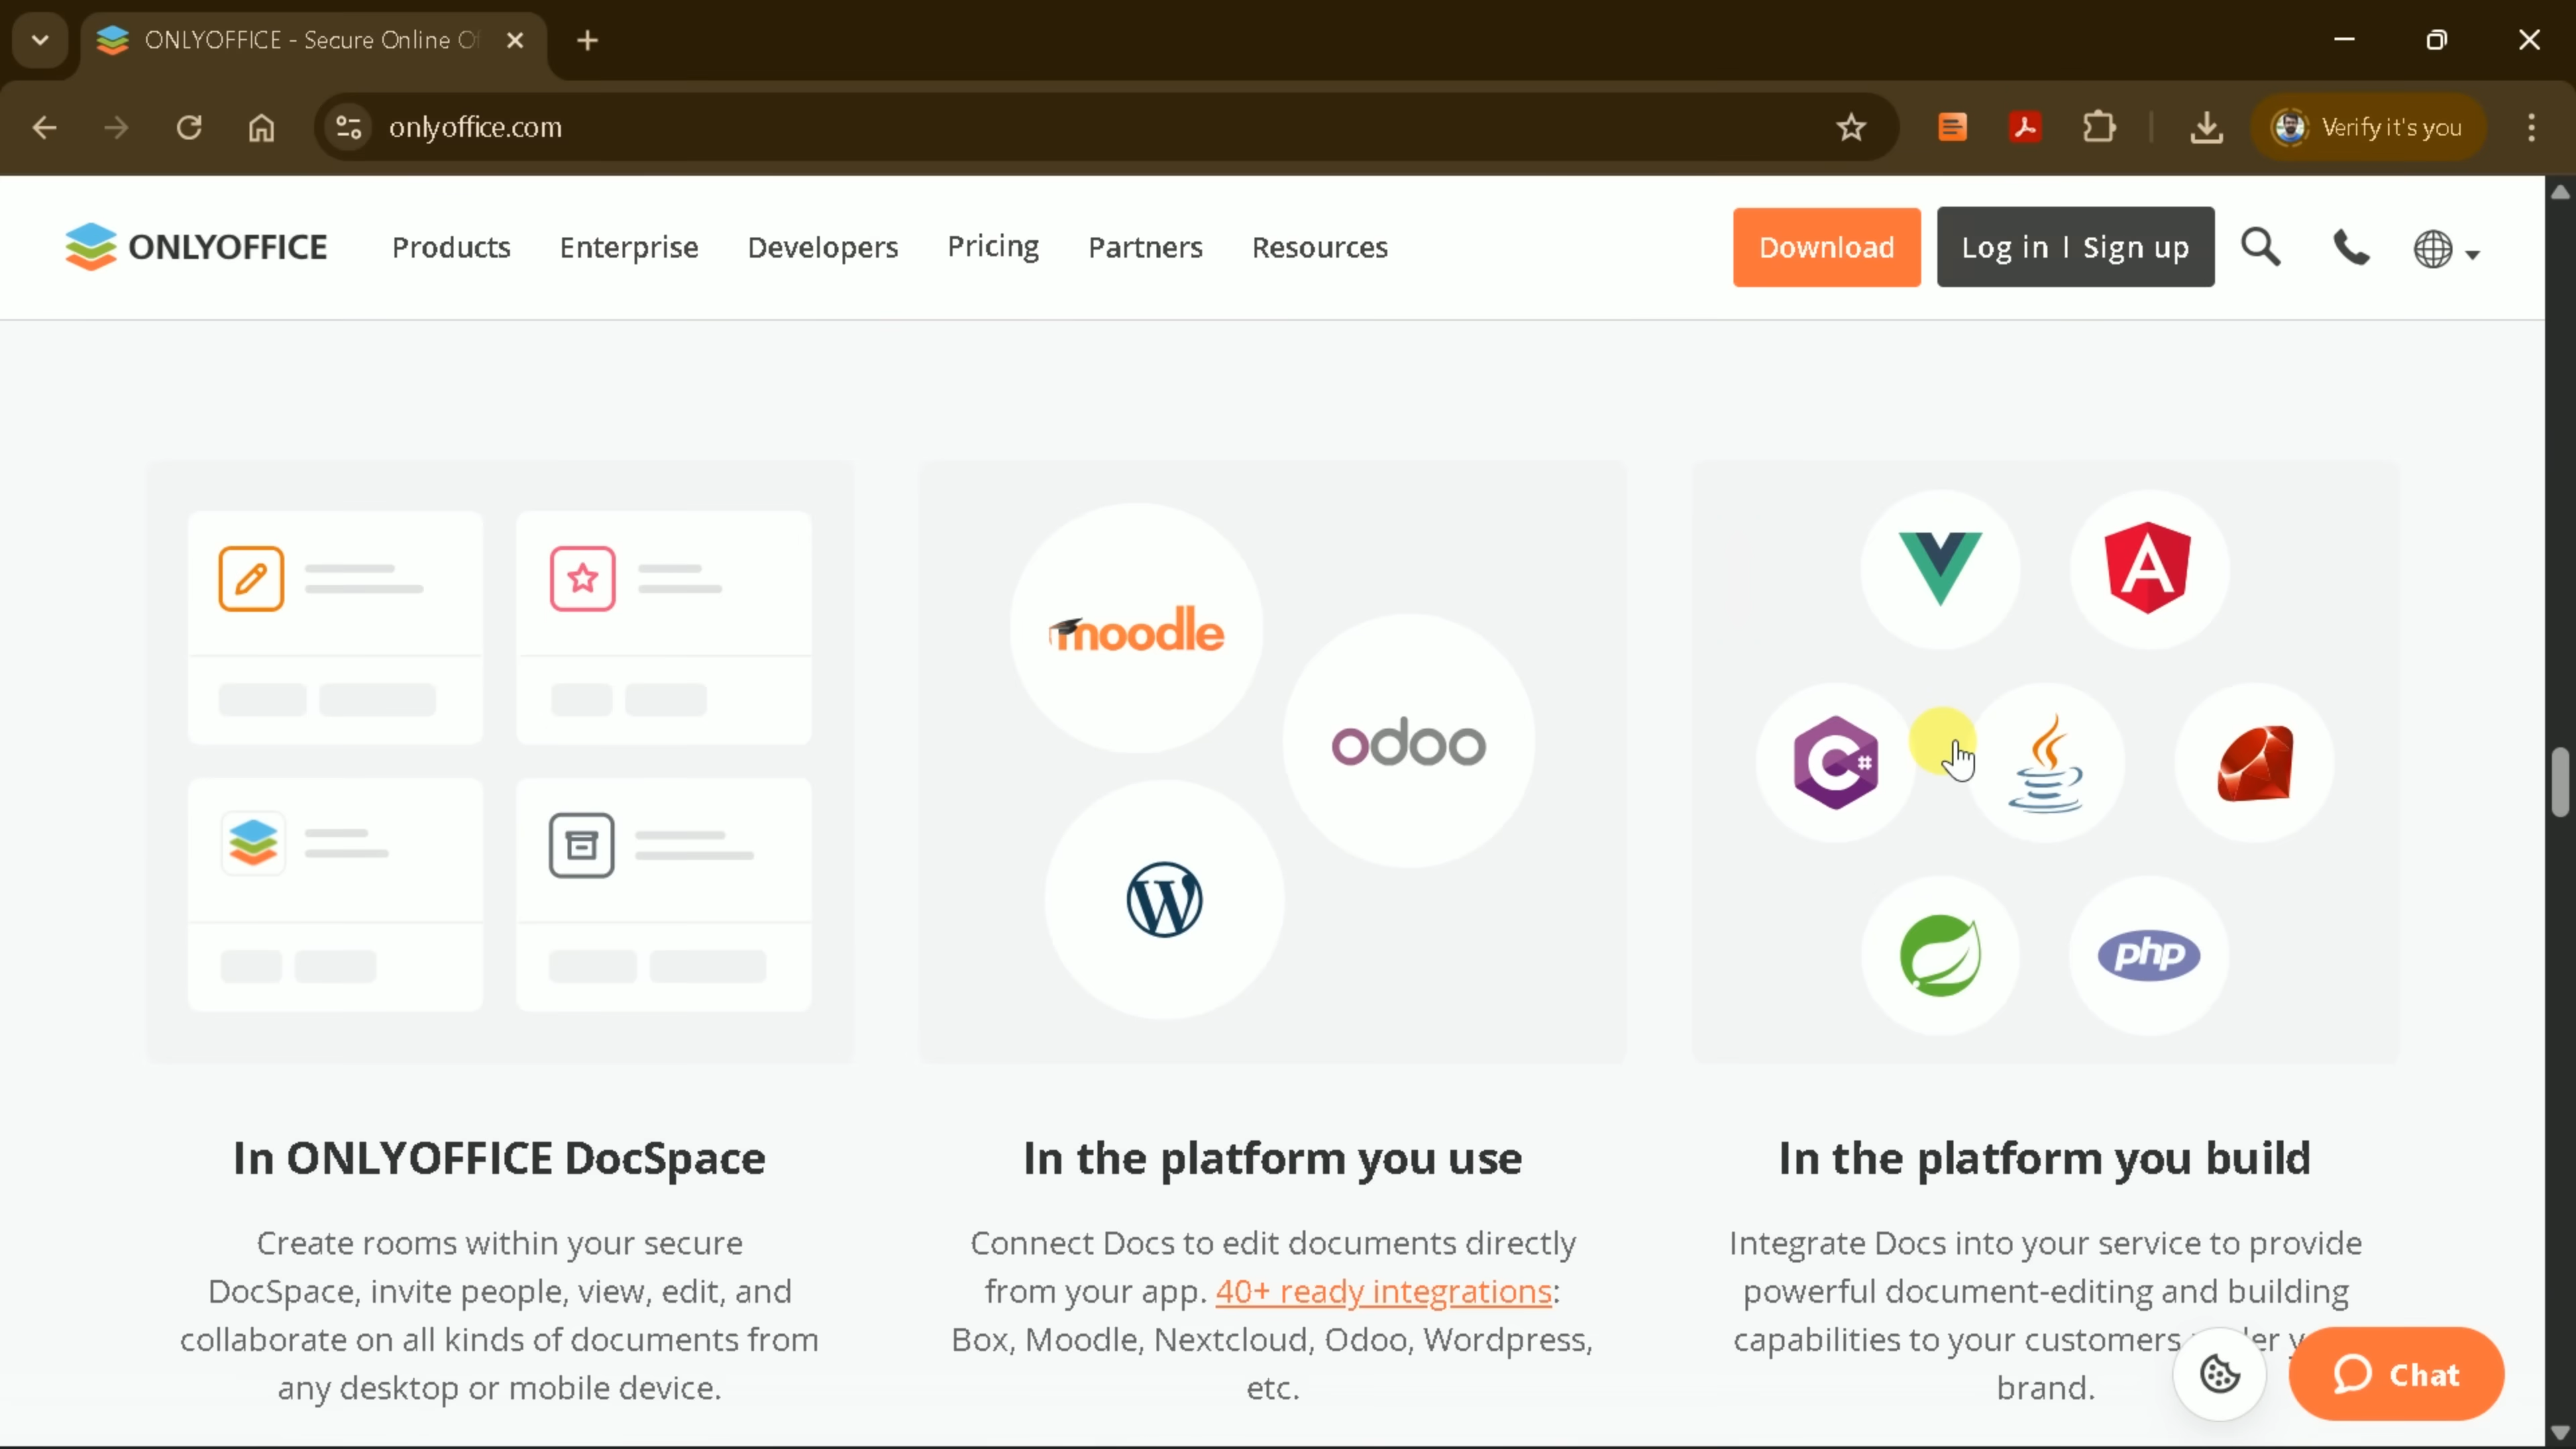 ONLYOFFICE - Secure Online O
onlyoffice.com
Verify it's you
ONLYOFFICE
Products
Enterprise
Developers
Pricing
Partners
Resources
Download
Log in | Sign up
moodle
odoo
W
A
C#
php
In ONLYOFFICE DocSpace
Create rooms within your secure
DocSpace, invite people, view, edit, and
collaborate on all kinds of documents from
any desktop or mobile device.
In the platform you use
Connect Docs to edit documents directly
from your app. 40+ ready integrations:
Box, Moodle, Nextcloud, Odoo, Wordpress,
etc.
In the platform you build
Integrate Docs into your service to provide
powerful document-editing and building
capabilities to your customers
brand.
Chat